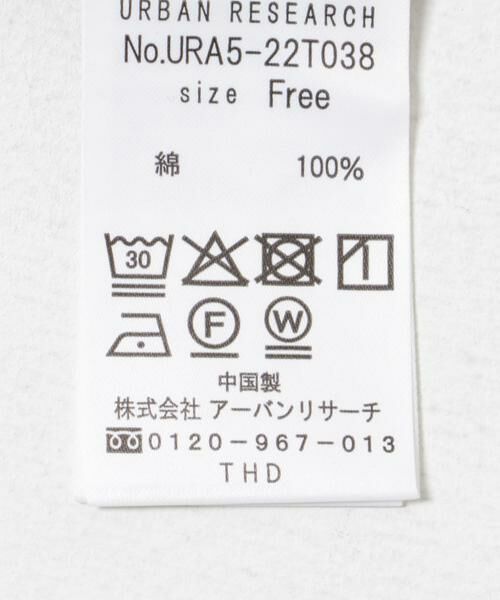 URBAN RESEARCH
No.URA5-22T038
size Free
綿 100%
30
F W
中国製
株式会社 アーバンリサーチ
0120-967-013
THD